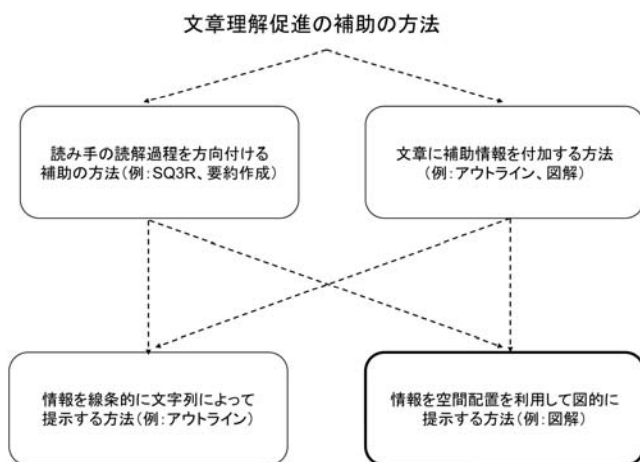 文章理解促進の補助の方法
読み手の読解過程を方向付ける
補助の方法(例:SQ3R、要約作成)
文章に補助情報を付加する方法
(例:アウトライン、図解)
情報を線条的に文字列によって
提示する方法(例:アウトライン)
情報を空間配置を利用して図的に
提示する方法(例:図解)